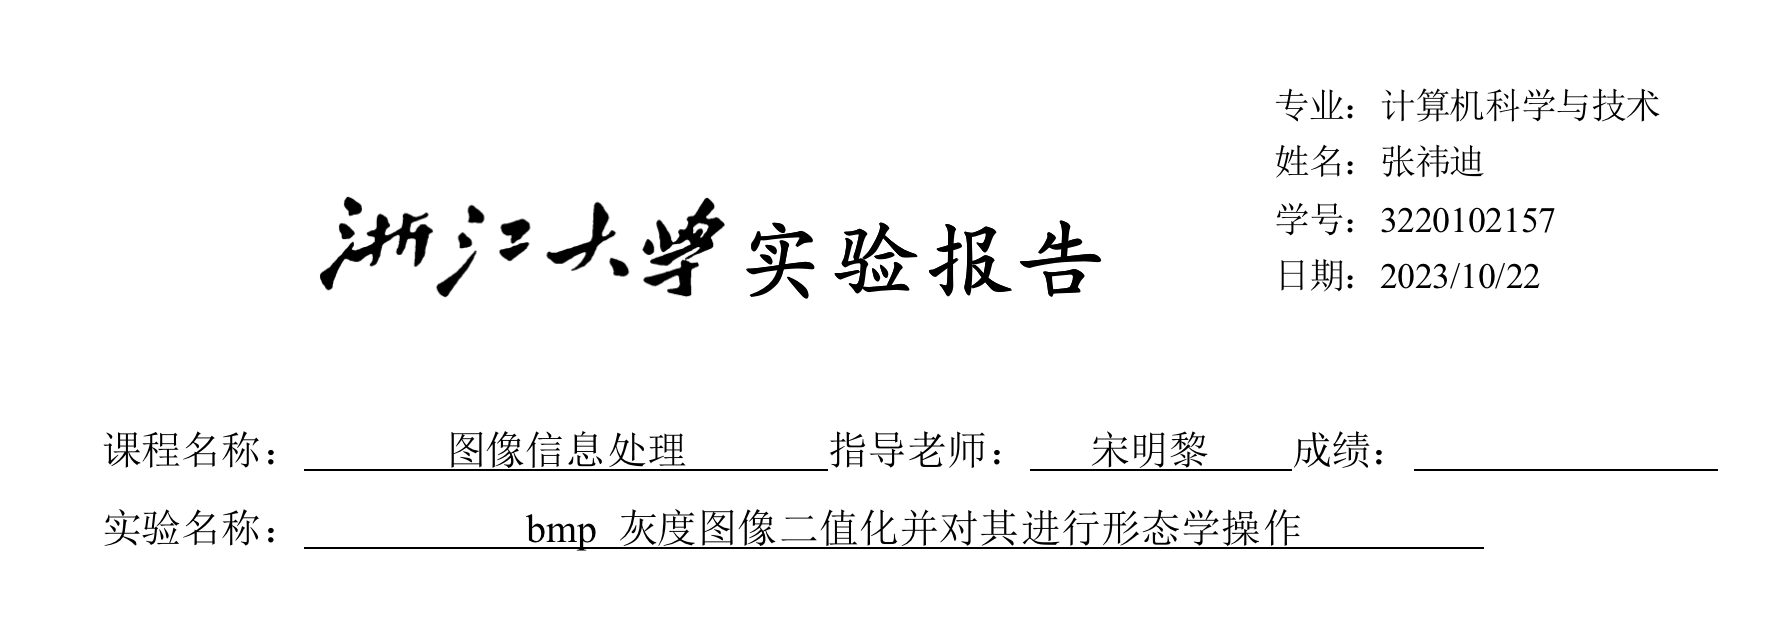 专业：计算机科学与技术
姓名：张祎迪
学号：3220102157
日期：2023/10/22
浙江大学实验报告
课程名称：图像信息处理指导老师：宋明黎成绩：
实验名称：bmp 灰度图像二值化并对其进行形态学操作